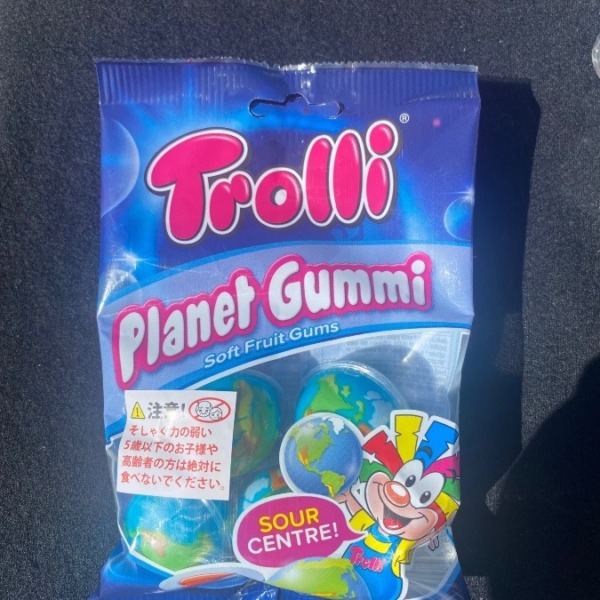 Trolli®
Planet Gummi
Soft Fruit Gums
注意!
そしゃく力の弱い
5歳以下のお子様や
高齢者の方は絶対に
食べないでください。
SOUR
CENTRE!
Trolli